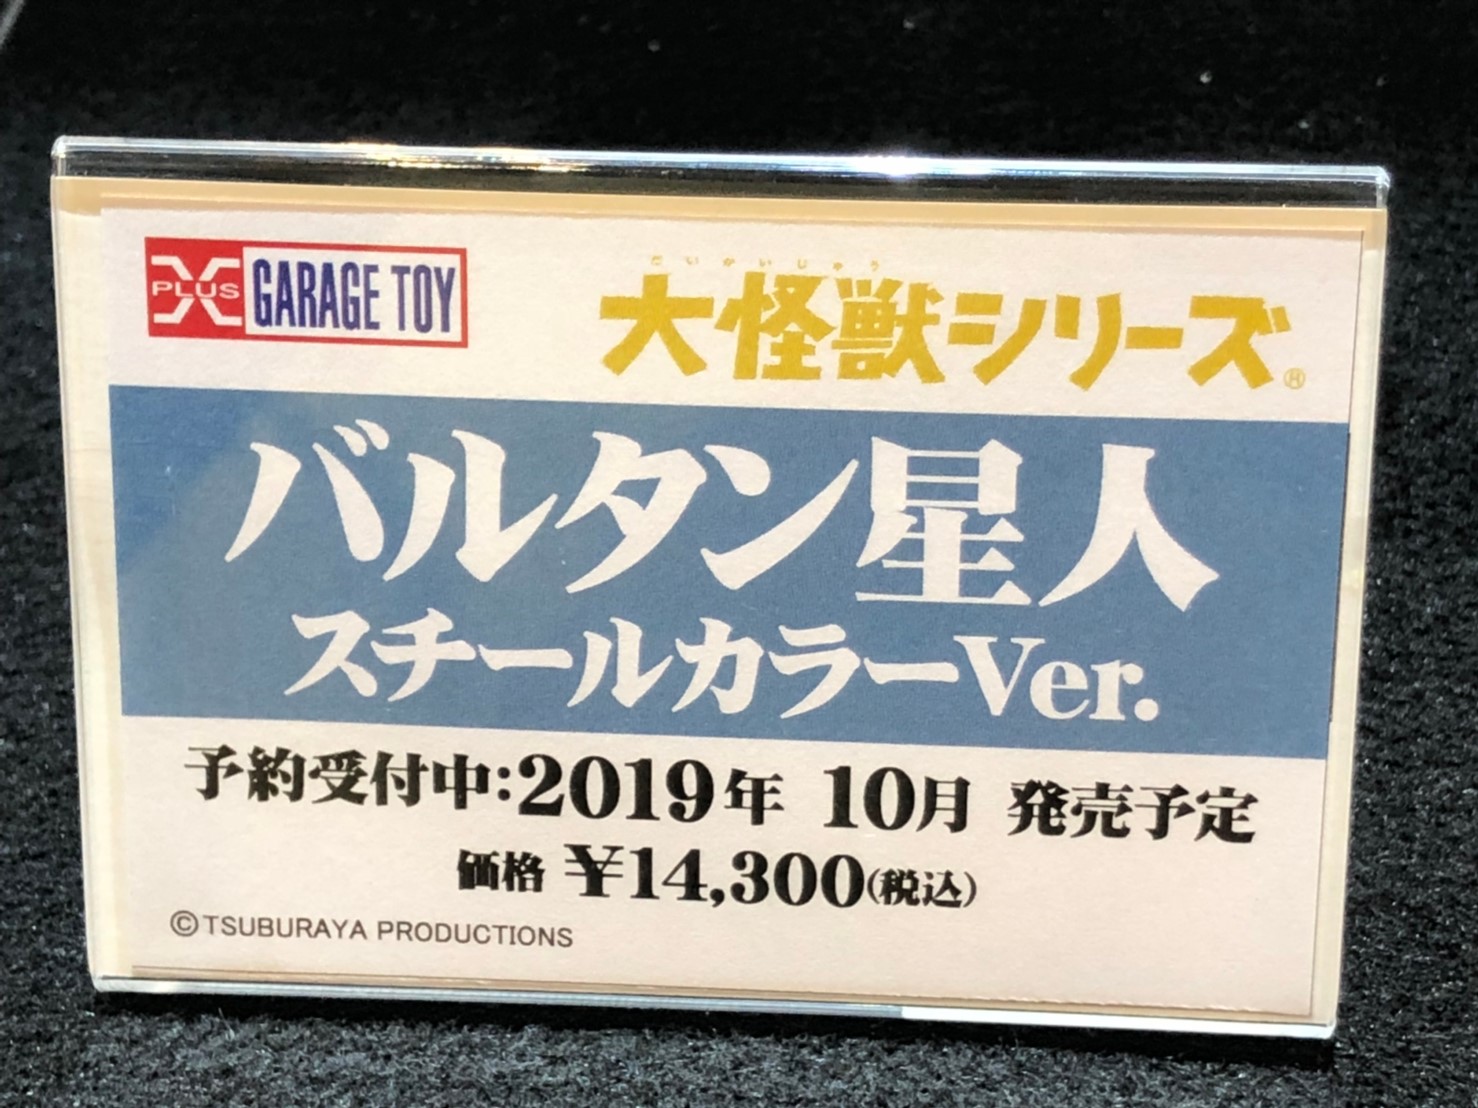 X PLUS GARAGE TOY
だいかいじゅう
大怪獣シリーズ®
バルタン星人
スチールカラーVer.
予約受付中:2019年 10月 発売予定
価格 ¥14,300(税込)
©TSUBURAYA PRODUCTIONS